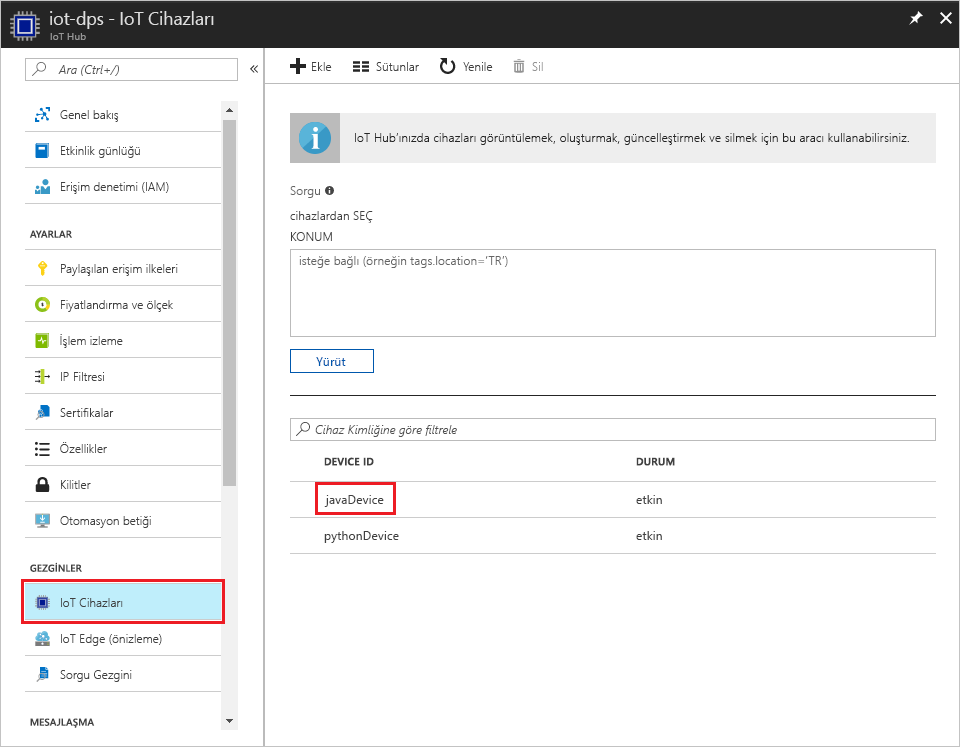 iot-dps - IoT Cihazları
IoT Hub
Ara (Ctrl+/)
Genel bakış
Etkinlik günlüğü
Erişim denetimi (IAM)
AYARLAR
Paylaşılan erişim ilkeleri
Fiyatlandırma ve ölçek
İşlem izleme
IP Filtresi
Sertifikalar
Özellikler
Kilitler
Otomasyon betiği
GEZGİNLER
IoT Cihazları
IoT Edge (önizleme)
Sorgu Gezgini
MESAJLAŞMA
Ekle Sütunlar Yenile Sil
IoT Hub'ınızda cihazları görüntülemek, oluşturmak, güncelleştirmek ve silmek için bu aracı kullanabilirsiniz.
Sorgu
cihazlardan SEÇ
KONUM
isteğe bağlı (örneğin tags.location='TR')
Yürüt
Cihaz Kimliğine göre filtrele
DEVICE ID DURUM
javaDevice etkin
pythonDevice etkin